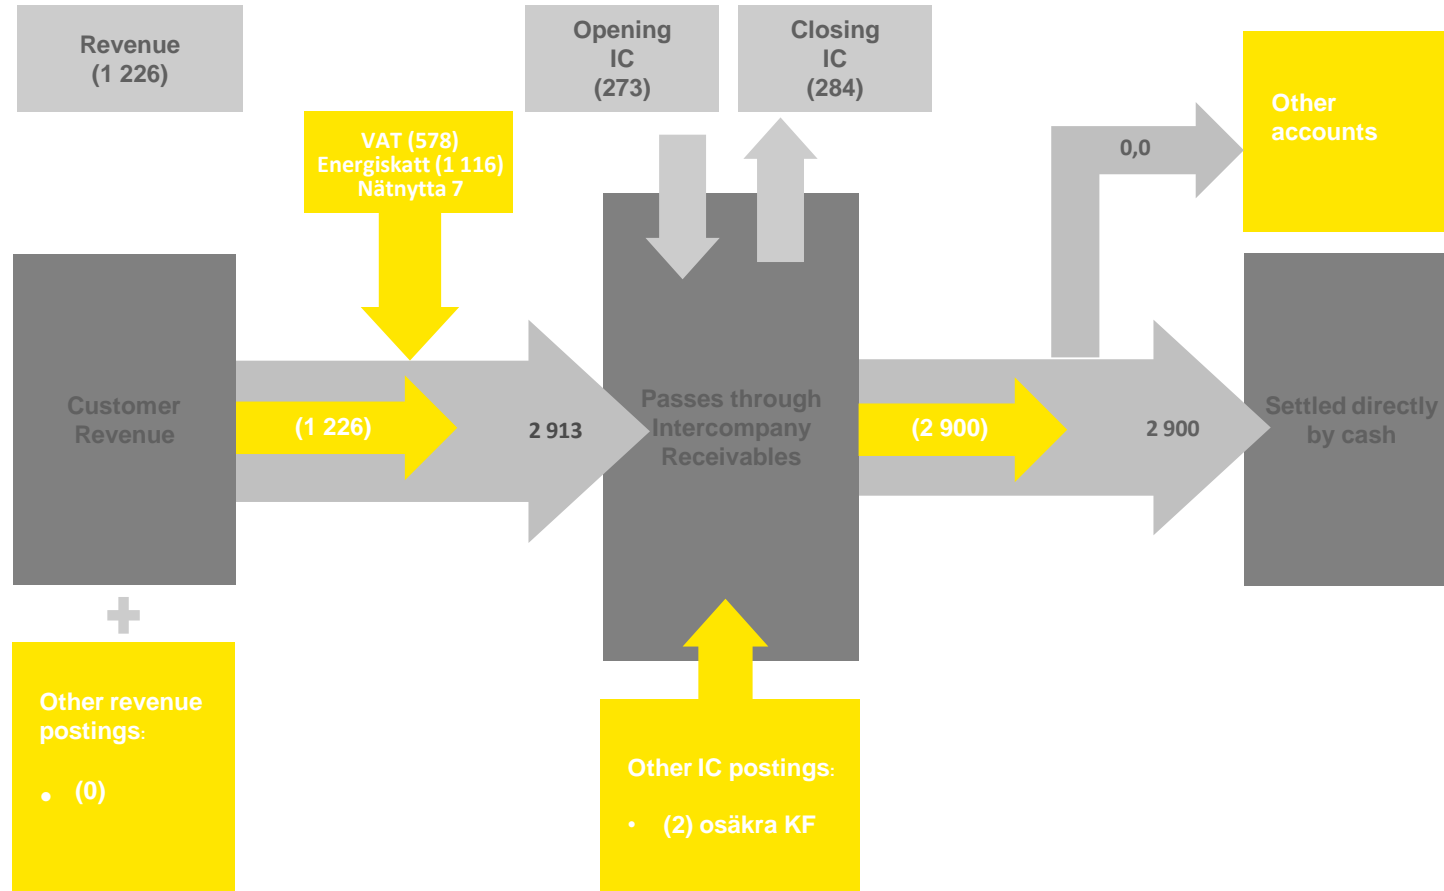 Revenue
(1 226)
Opening
IC
(273)
Closing
IC
(284)
Other
accounts
VAT (578)
Energiskatt (1 116)
Nätnytta 7
0,0
Customer
Revenue
(1 226)
2 913
Passes through
Intercompany
Receivables
(2 900)
2 900
Settled directly
by cash
Other revenue
postings:
• (0)
Other IC postings:
• (2) osäkra KF